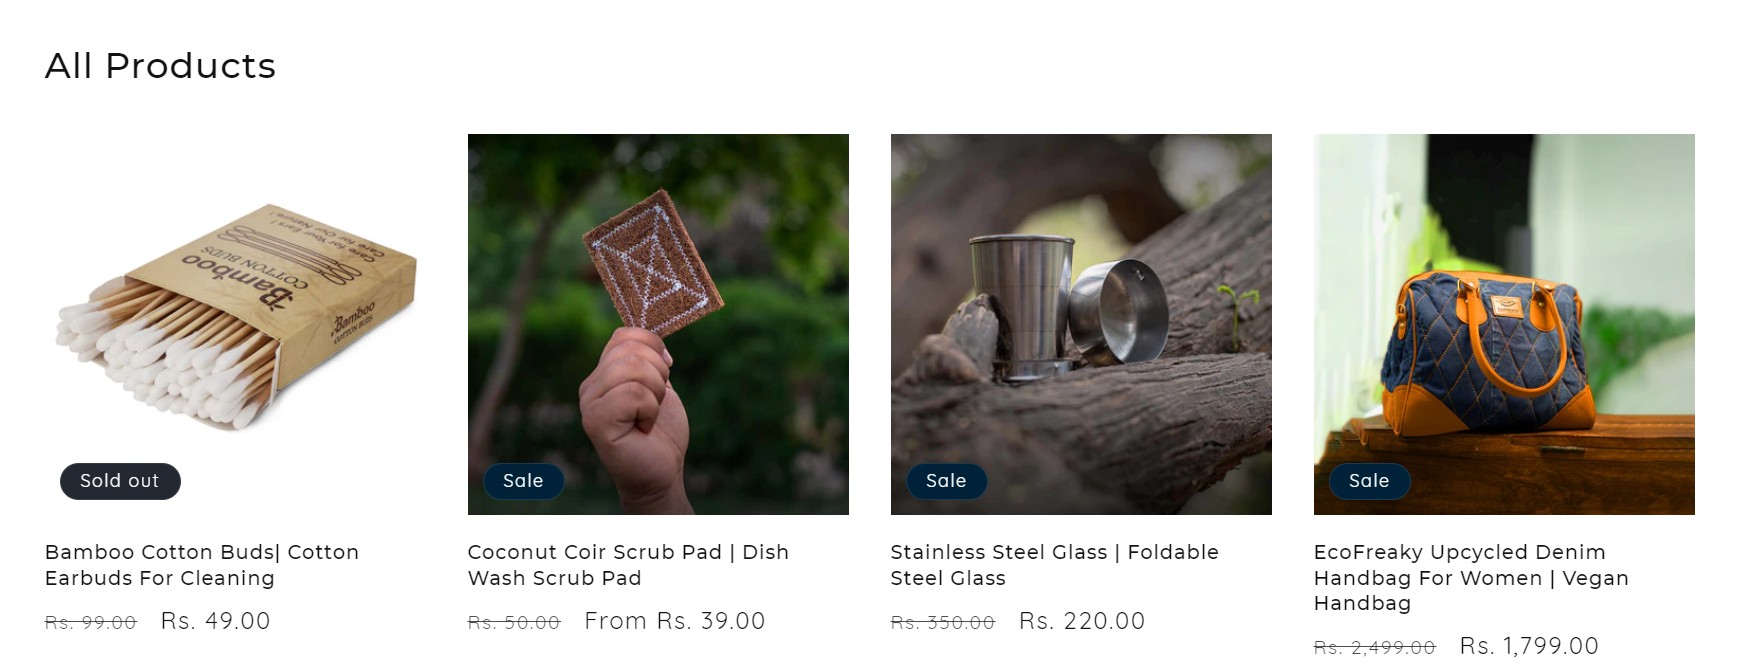 All Products
Care for Your Ears !
Care for Our Nature !
Bamboo
COTTON BUDS
Bamboo
COTTON BUDS
Sold out
Sale
Sale
Sale
Bamboo Cotton Buds| Cotton
Earbuds For Cleaning
Rs. 99.00 Rs. 49.00
Coconut Coir Scrub Pad | Dish
Wash Scrub Pad
Rs. 50.00 From Rs. 39.00
Stainless Steel Glass | Foldable
Steel Glass
Rs. 350.00 Rs. 220.00
EcoFreaky Upcycled Denim
Handbag For Women | Vegan
Handbag
Rs. 2,499.00 Rs. 1,799.00